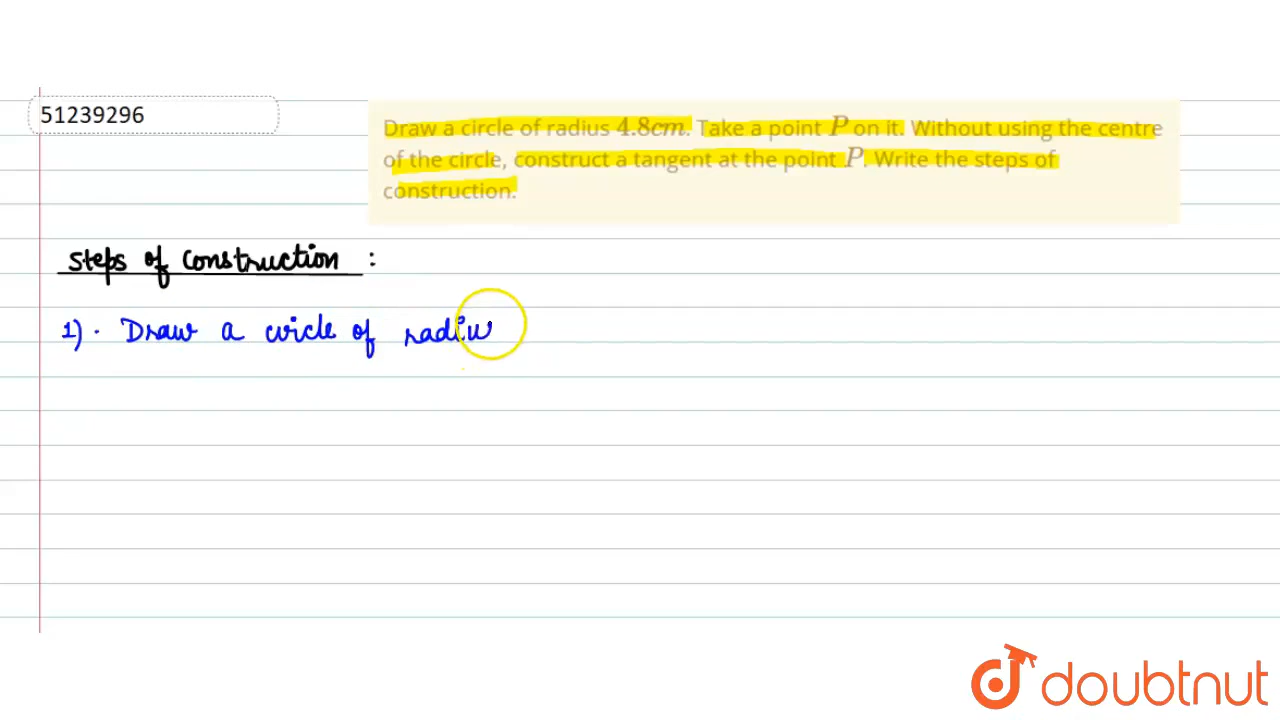 51239296
Draw a circle of radius 4.8cm. Take a point P on it. Without using the centre
of the circle, construct a tangent at the point P. Write the steps of
construction.
Steps of Construction :
1). Draw a circle of radius
doubtnut